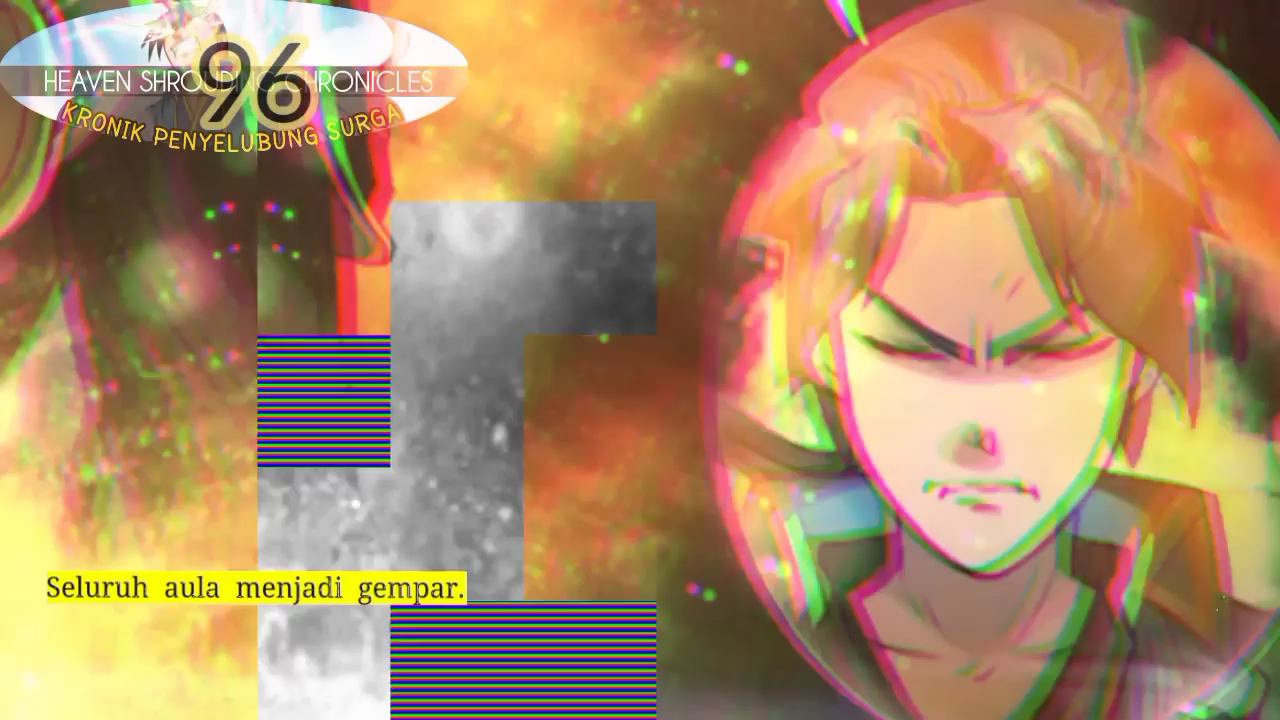 96
HEAVEN SHROUDING CHRONICLES
KRONIK PENYELUBUNG SURGA
Seluruh aula menjadi gempar.